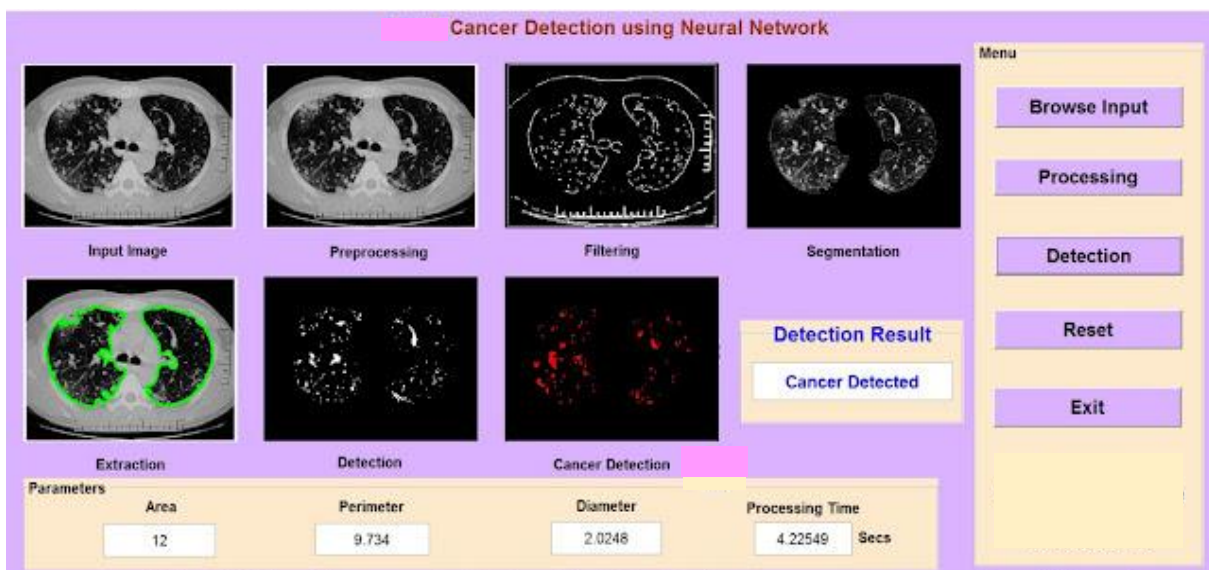 Cancer Detection using Neural Network
Menu
Browse Input
Processing
Detection
Reset
Exit
Input Image
Preprocessing
Filtering
Segmentation
Extraction
Detection
Cancer Detection
Detection Result
Cancer Detected
Parameters
Area
Perimeter
Diameter
Processing Time
12
9.734
2.0248
4.22549
Secs